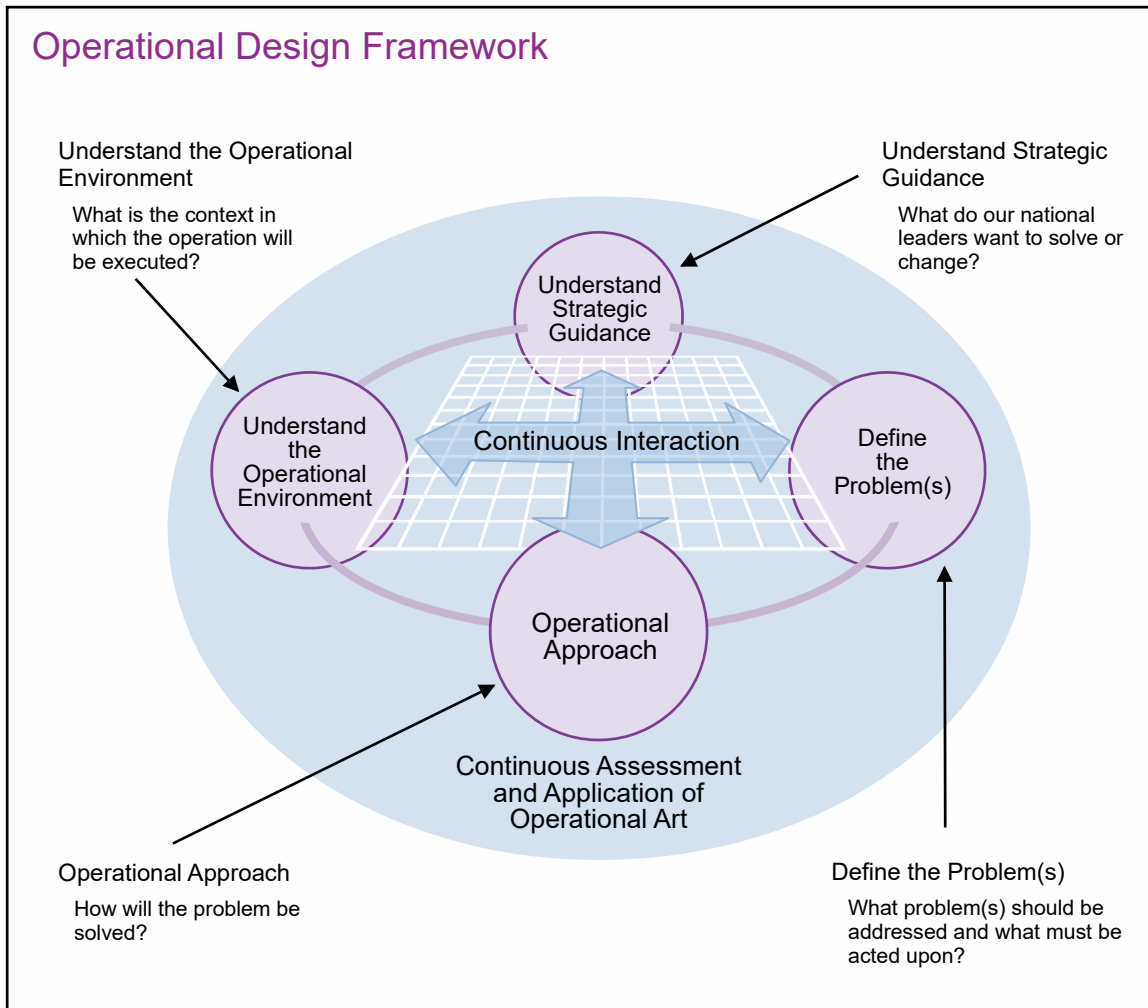 Operational Design Framework
Understand the Operational
Environment
What is the context in
which the operation will
be executed?
Understand Strategic
Guidance
What do our national
leaders want to solve or
change?
Understand
Strategic
Guidance
Understand
the
Operational
Environment
Continuous Interaction
Define
the
Problem(s)
Operational
Approach
Continuous Assessment
and Application of
Operational Art
Operational Approach
How will the problem be
solved?
Define the Problem(s)
What problem(s) should be
addressed and what must be
acted upon?